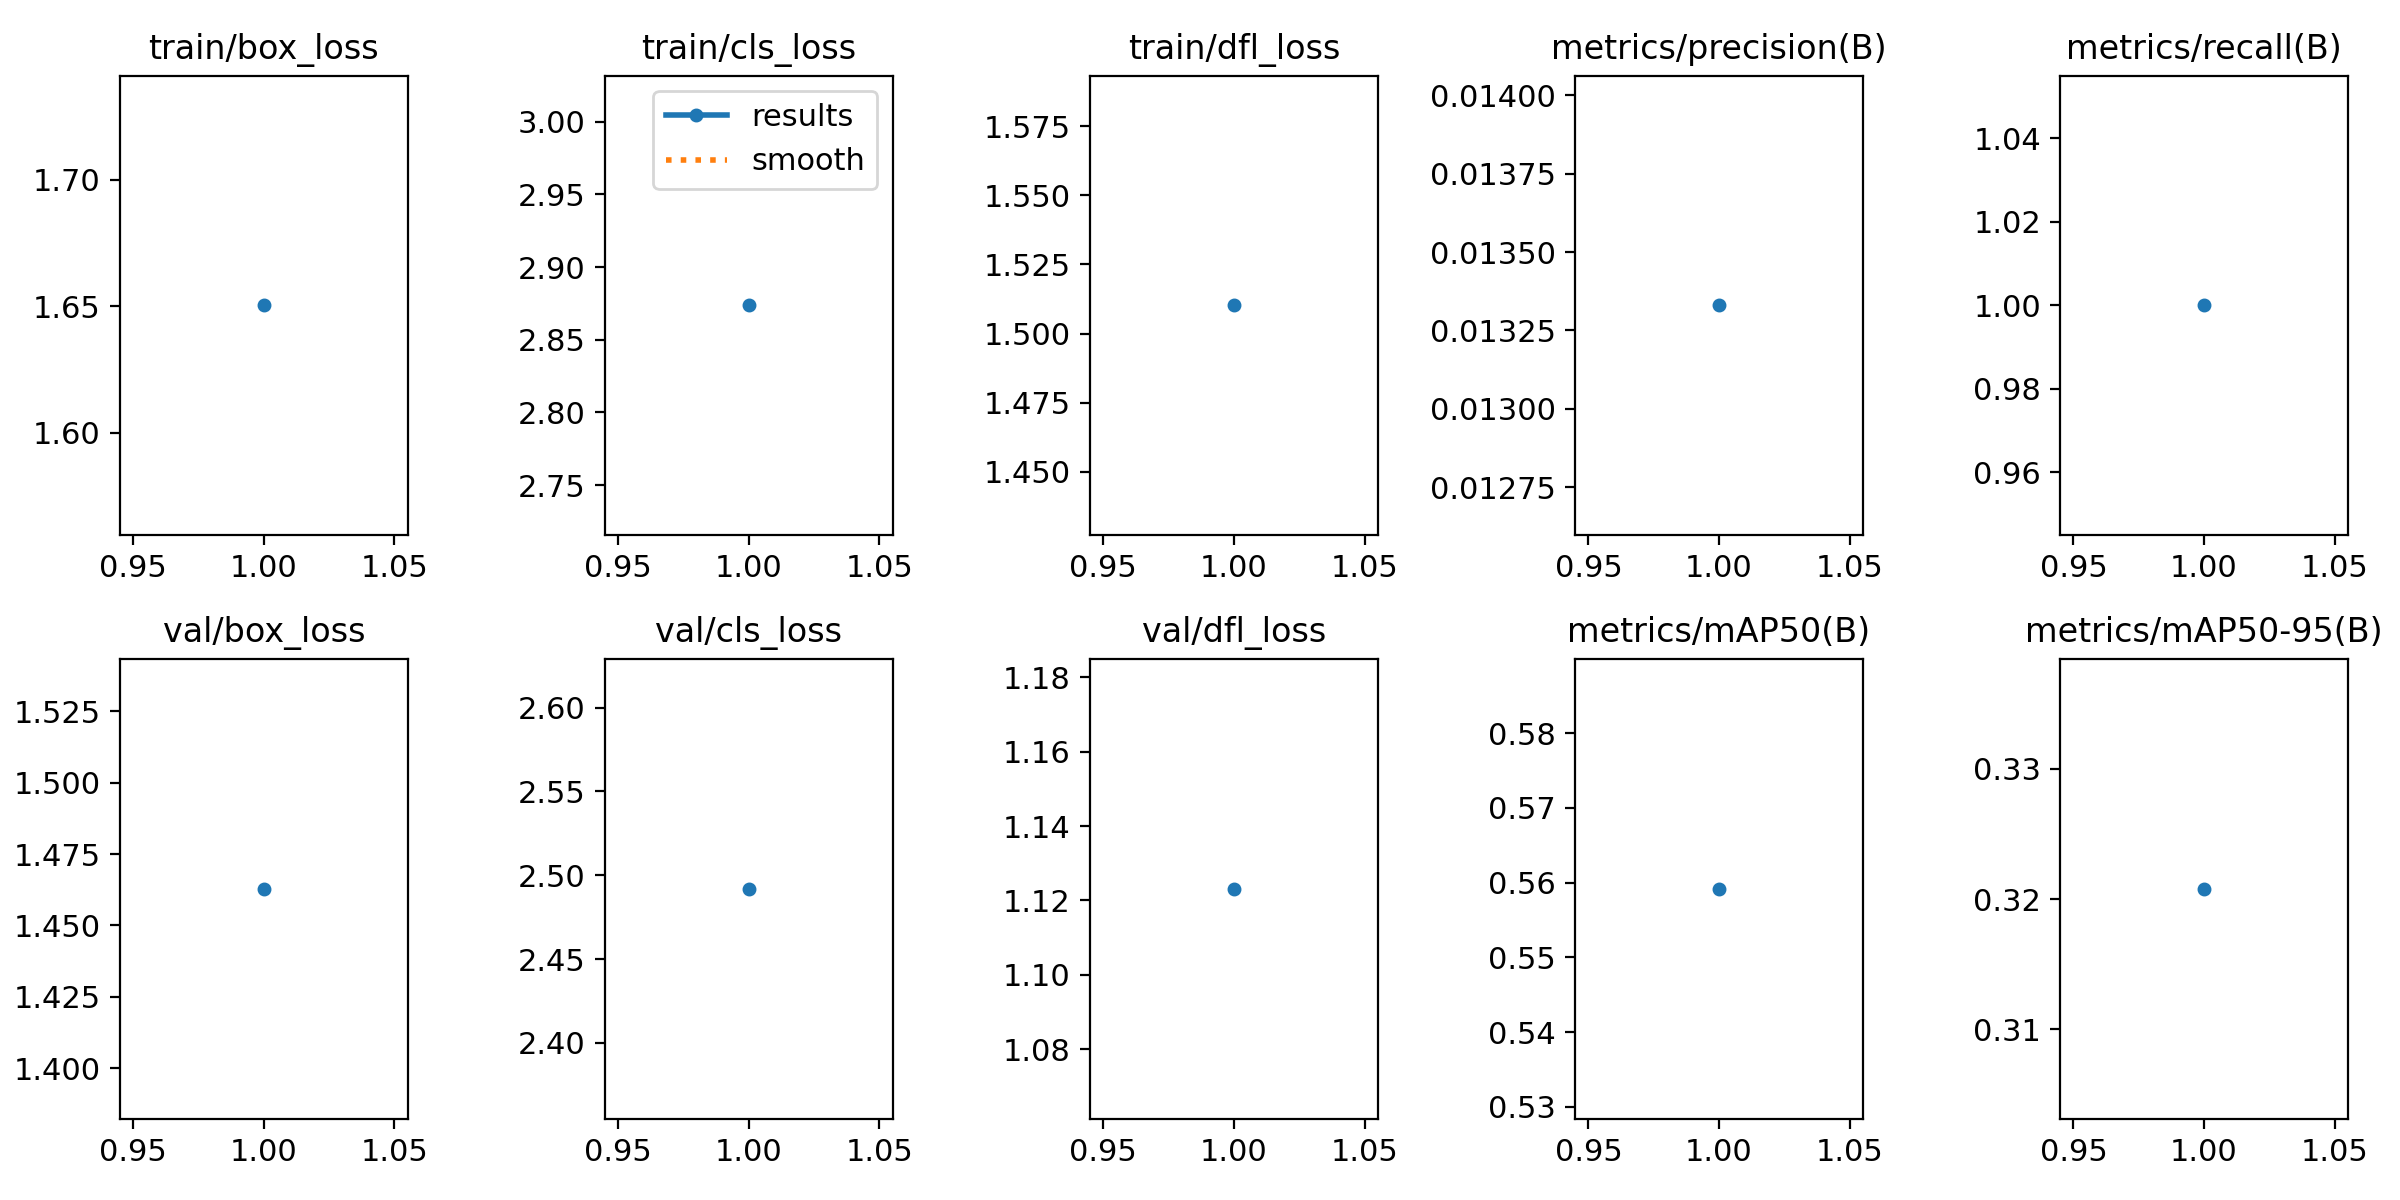 train/box_loss
1.70
1.65
1.60
0.95 1.00 1.05
train/cls_loss
results
smooth
3.00
2.95
2.90
2.85
2.80
2.75
0.95 1.00 1.05
train/dfl_loss
1.575
1.550
1.525
1.500
1.475
1.450
0.95 1.00 1.05
metrics/precision(B)
0.01400
0.01375
0.01350
0.01325
0.01300
0.01275
0.95 1.00 1.05
metrics/recall(B)
1.04
1.02
1.00
0.98
0.96
0.95 1.00 1.05
val/box_loss
1.525
1.500
1.475
1.450
1.425
1.400
0.95 1.00 1.05
val/cls_loss
2.60
2.55
2.50
2.45
2.40
0.95 1.00 1.05
val/dfl_loss
1.18
1.16
1.14
1.12
1.10
1.08
0.95 1.00 1.05
metrics/mAP50(B)
0.58
0.57
0.56
0.55
0.54
0.53
0.95 1.00 1.05
metrics/mAP50-95(B)
0.33
0.32
0.31
0.95 1.00 1.05